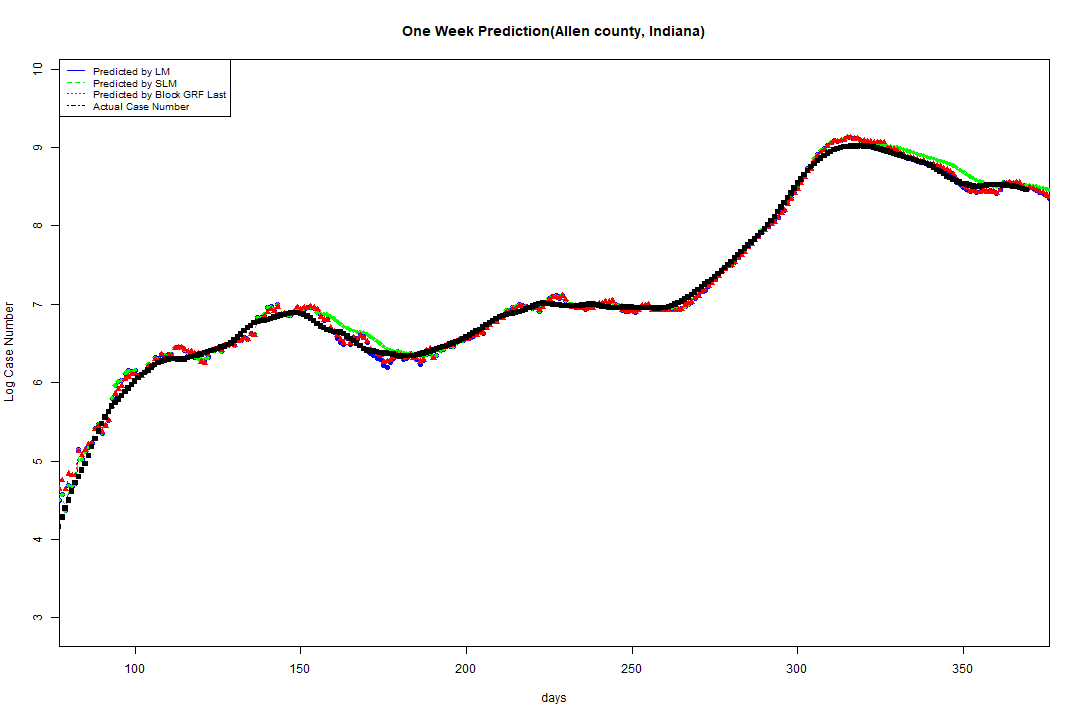 One Week Prediction(Allen county, Indiana)
Predicted by LM
Predicted by SLM
Predicted by Block GRF Last
Actual Case Number
10
9
8
7
6
5
4
3
Log Case Number
100 150 200 250 300 350
days